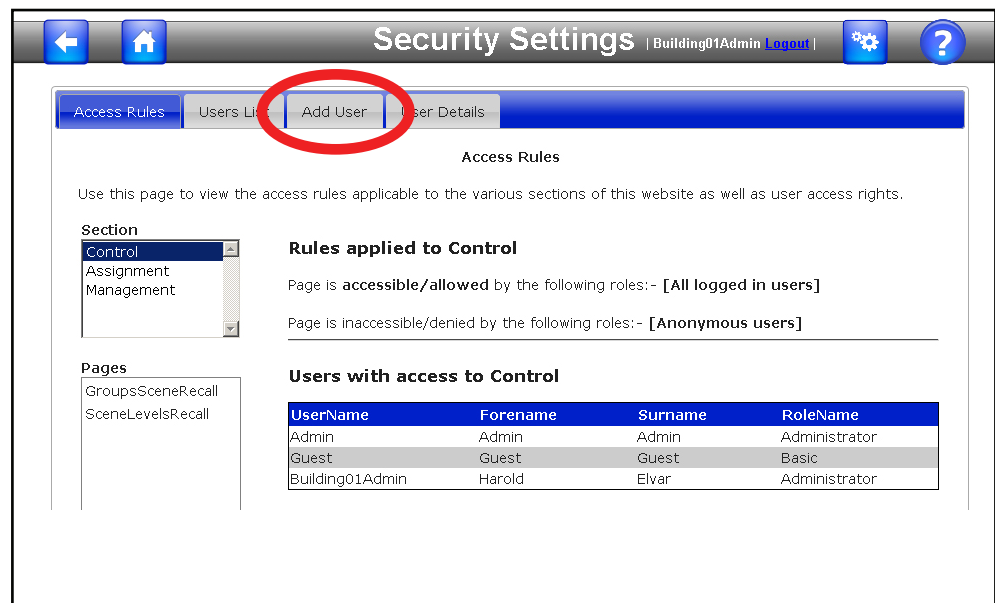 Security Settings | Building01Admin Logout | ?
Access Rules Users List Add User User Details
Access Rules
Use this page to view the access rules applicable to the various sections of this website as well as user access rights.
Section
Control
Assignment
Management
Rules applied to Control
Page is accessible/allowed by the following roles:- [All logged in users]
Page is inaccessible/denied by the following roles:- [Anonymous users]
Pages
GroupsSceneRecall
SceneLevelsRecall
Users with access to Control
UserName Forename Surname RoleName
Admin Admin Admin Administrator
Guest Guest Guest Basic
Building01Admin Harold Elvar Administrator